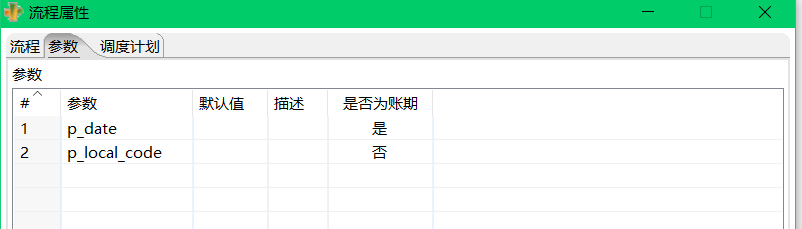 流程属性
流程 参数 调度计划
参数
# 参数 默认值 描述 是否为账期
1 p_date 是
2 p_local_code 否